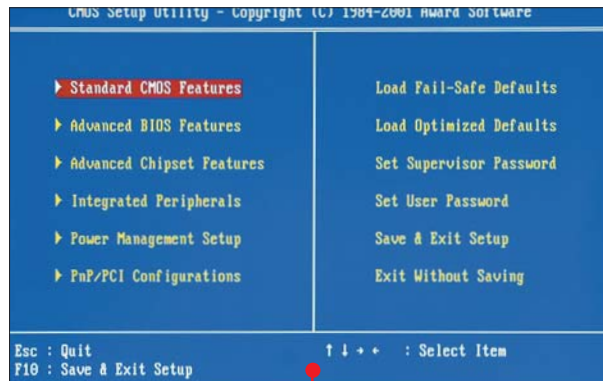 CMOS Setup Utility - Copyright (C) 1984-2001 Award Software
Standard CMOS Features
Advanced BIOS Features
Advanced Chipset Features
Integrated Peripherals
Power Management Setup
PnP/PCI Configurations
Load Fail-Safe Defaults
Load Optimized Defaults
Set Supervisor Password
Set User Password
Save & Exit Setup
Exit Without Saving
Esc : Quit
F10 : Save & Exit Setup
↑ ↓ → ← : Select Item